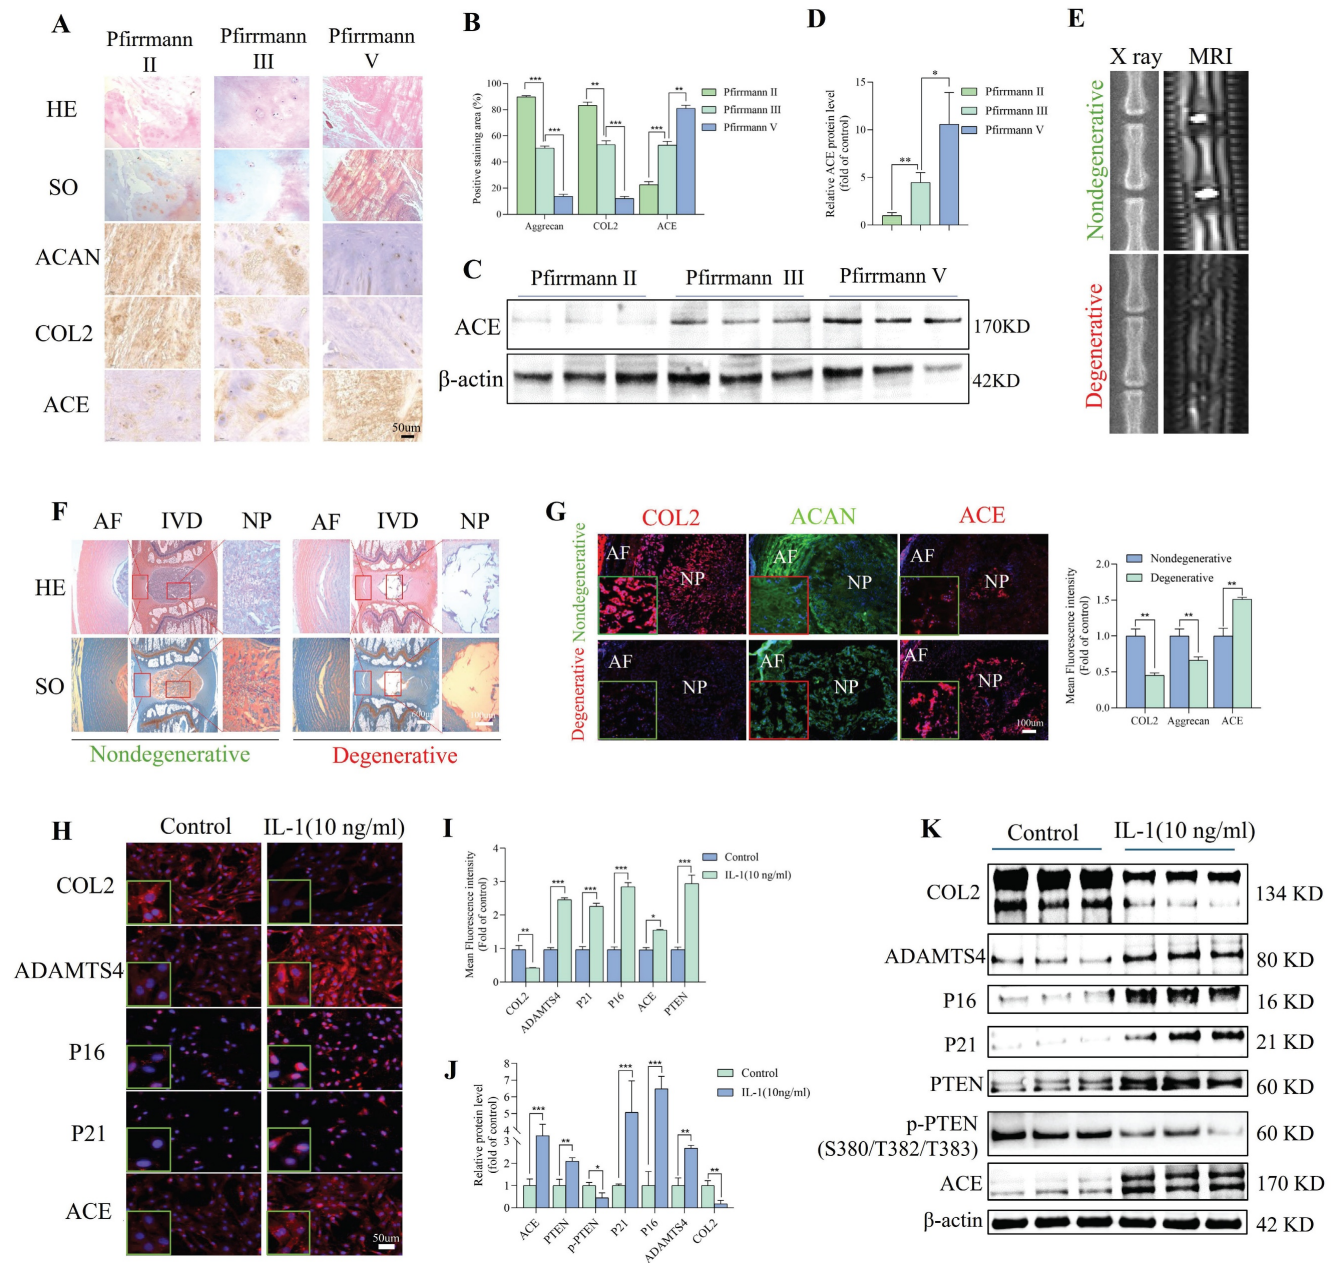 A
Pfirrmann II
Pfirrmann III
Pfirrmann V
HE
SO
ACAN
COL2
ACE
50um
B
Positive staining area (%)
100
80
60
40
20
0
***
***
**
***
***
**
Aggrecan
COL2
ACE
Pfirrmann II
Pfirrmann III
Pfirrmann V
D
Relative ACE protein level
(fold of control)
15
10
5
0
**
*
Pfirrmann II
Pfirrmann III
Pfirrmann V
C
Pfirrmann II
Pfirrmann III
Pfirrmann V
ACE
170KD
β-actin
42KD
E
X ray
MRI
Nondegenerative
Degenerative
F
AF
IVD
NP
AF
IVD
NP
HE
SO
600um
100um
Nondegenerative
Degenerative
G
COL2
ACAN
ACE
Nondegenerative
AF
NP
AF
NP
AF
NP
Degenerative
AF
NP
AF
NP
AF
NP
100um
Nondegenerative
Degenerative
Mean Fluorescence intensity
(Fold of control)
2.0
1.5
1.0
0.5
0.0
**
**
**
COL2
Aggrecan
ACE
H
Control
IL-1(10 ng/ml)
COL2
ADAMTS4
P16
P21
ACE
50um
I
Mean Fluorescence intensity
(Fold of control)
4
3
2
1
0
**
***
***
***
*
***
COL2
ADAMTS4
P21
P16
ACE
PTEN
Control
IL-1(10 ng/ml)
J
Relative protein level
(fold of control)
8
7
6
5
4
3
2
1
0
***
**
*
***
***
**
**
ACE
PTEN
p-PTEN
P21
P16
ADAMTS4
COL2
Control
IL-1(10ng/ml)
K
Control
IL-1(10 ng/ml)
COL2
134 KD
ADAMTS4
80 KD
P16
16 KD
P21
21 KD
PTEN
60 KD
p-PTEN
(S380/T382/T383)
60 KD
ACE
170 KD
β-actin
42 KD